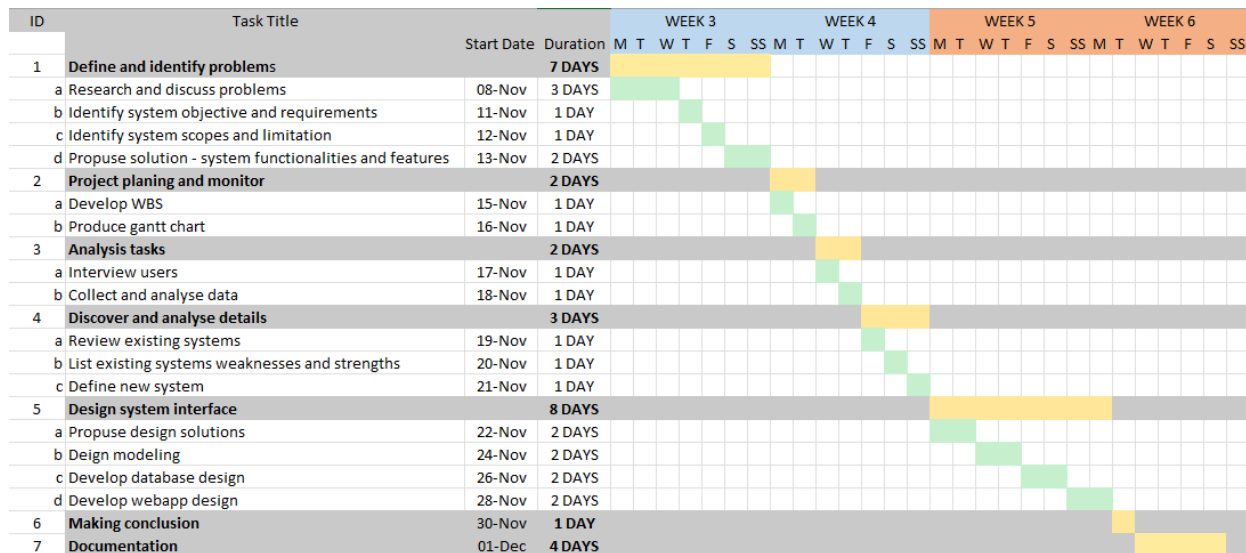 ID Task Title WEEK 3 WEEK 4 WEEK 5 WEEK 6
Start Date Duration M T W T F S SS M T W T F S SS M T W T F S SS M T W T F S SS
1 Define and identify problems 7 DAYS
a Research and discuss problems 08-Nov 3 DAYS
b Identify system objective and requirements 11-Nov 1 DAY
c Identify system scopes and limitation 12-Nov 1 DAY
d Propuse solution - system functionalities and features 13-Nov 2 DAYS
2 Project planing and monitor 2 DAYS
a Develop WBS 15-Nov 1 DAY
b Produce gantt chart 16-Nov 1 DAY
3 Analysis tasks 2 DAYS
a Interview users 17-Nov 1 DAY
b Collect and analyse data 18-Nov 1 DAY
4 Discover and analyse details 3 DAYS
a Review existing systems 19-Nov 1 DAY
b List existing systems weaknesses and strengths 20-Nov 1 DAY
c Define new system 21-Nov 1 DAY
5 Design system interface 8 DAYS
a Propuse design solutions 22-Nov 2 DAYS
b Deign modeling 24-Nov 2 DAYS
c Develop database design 26-Nov 2 DAYS
d Develop webapp design 28-Nov 2 DAYS
6 Making conclusion 30-Nov 1 DAY
7 Documentation 01-Dec 4 DAYS